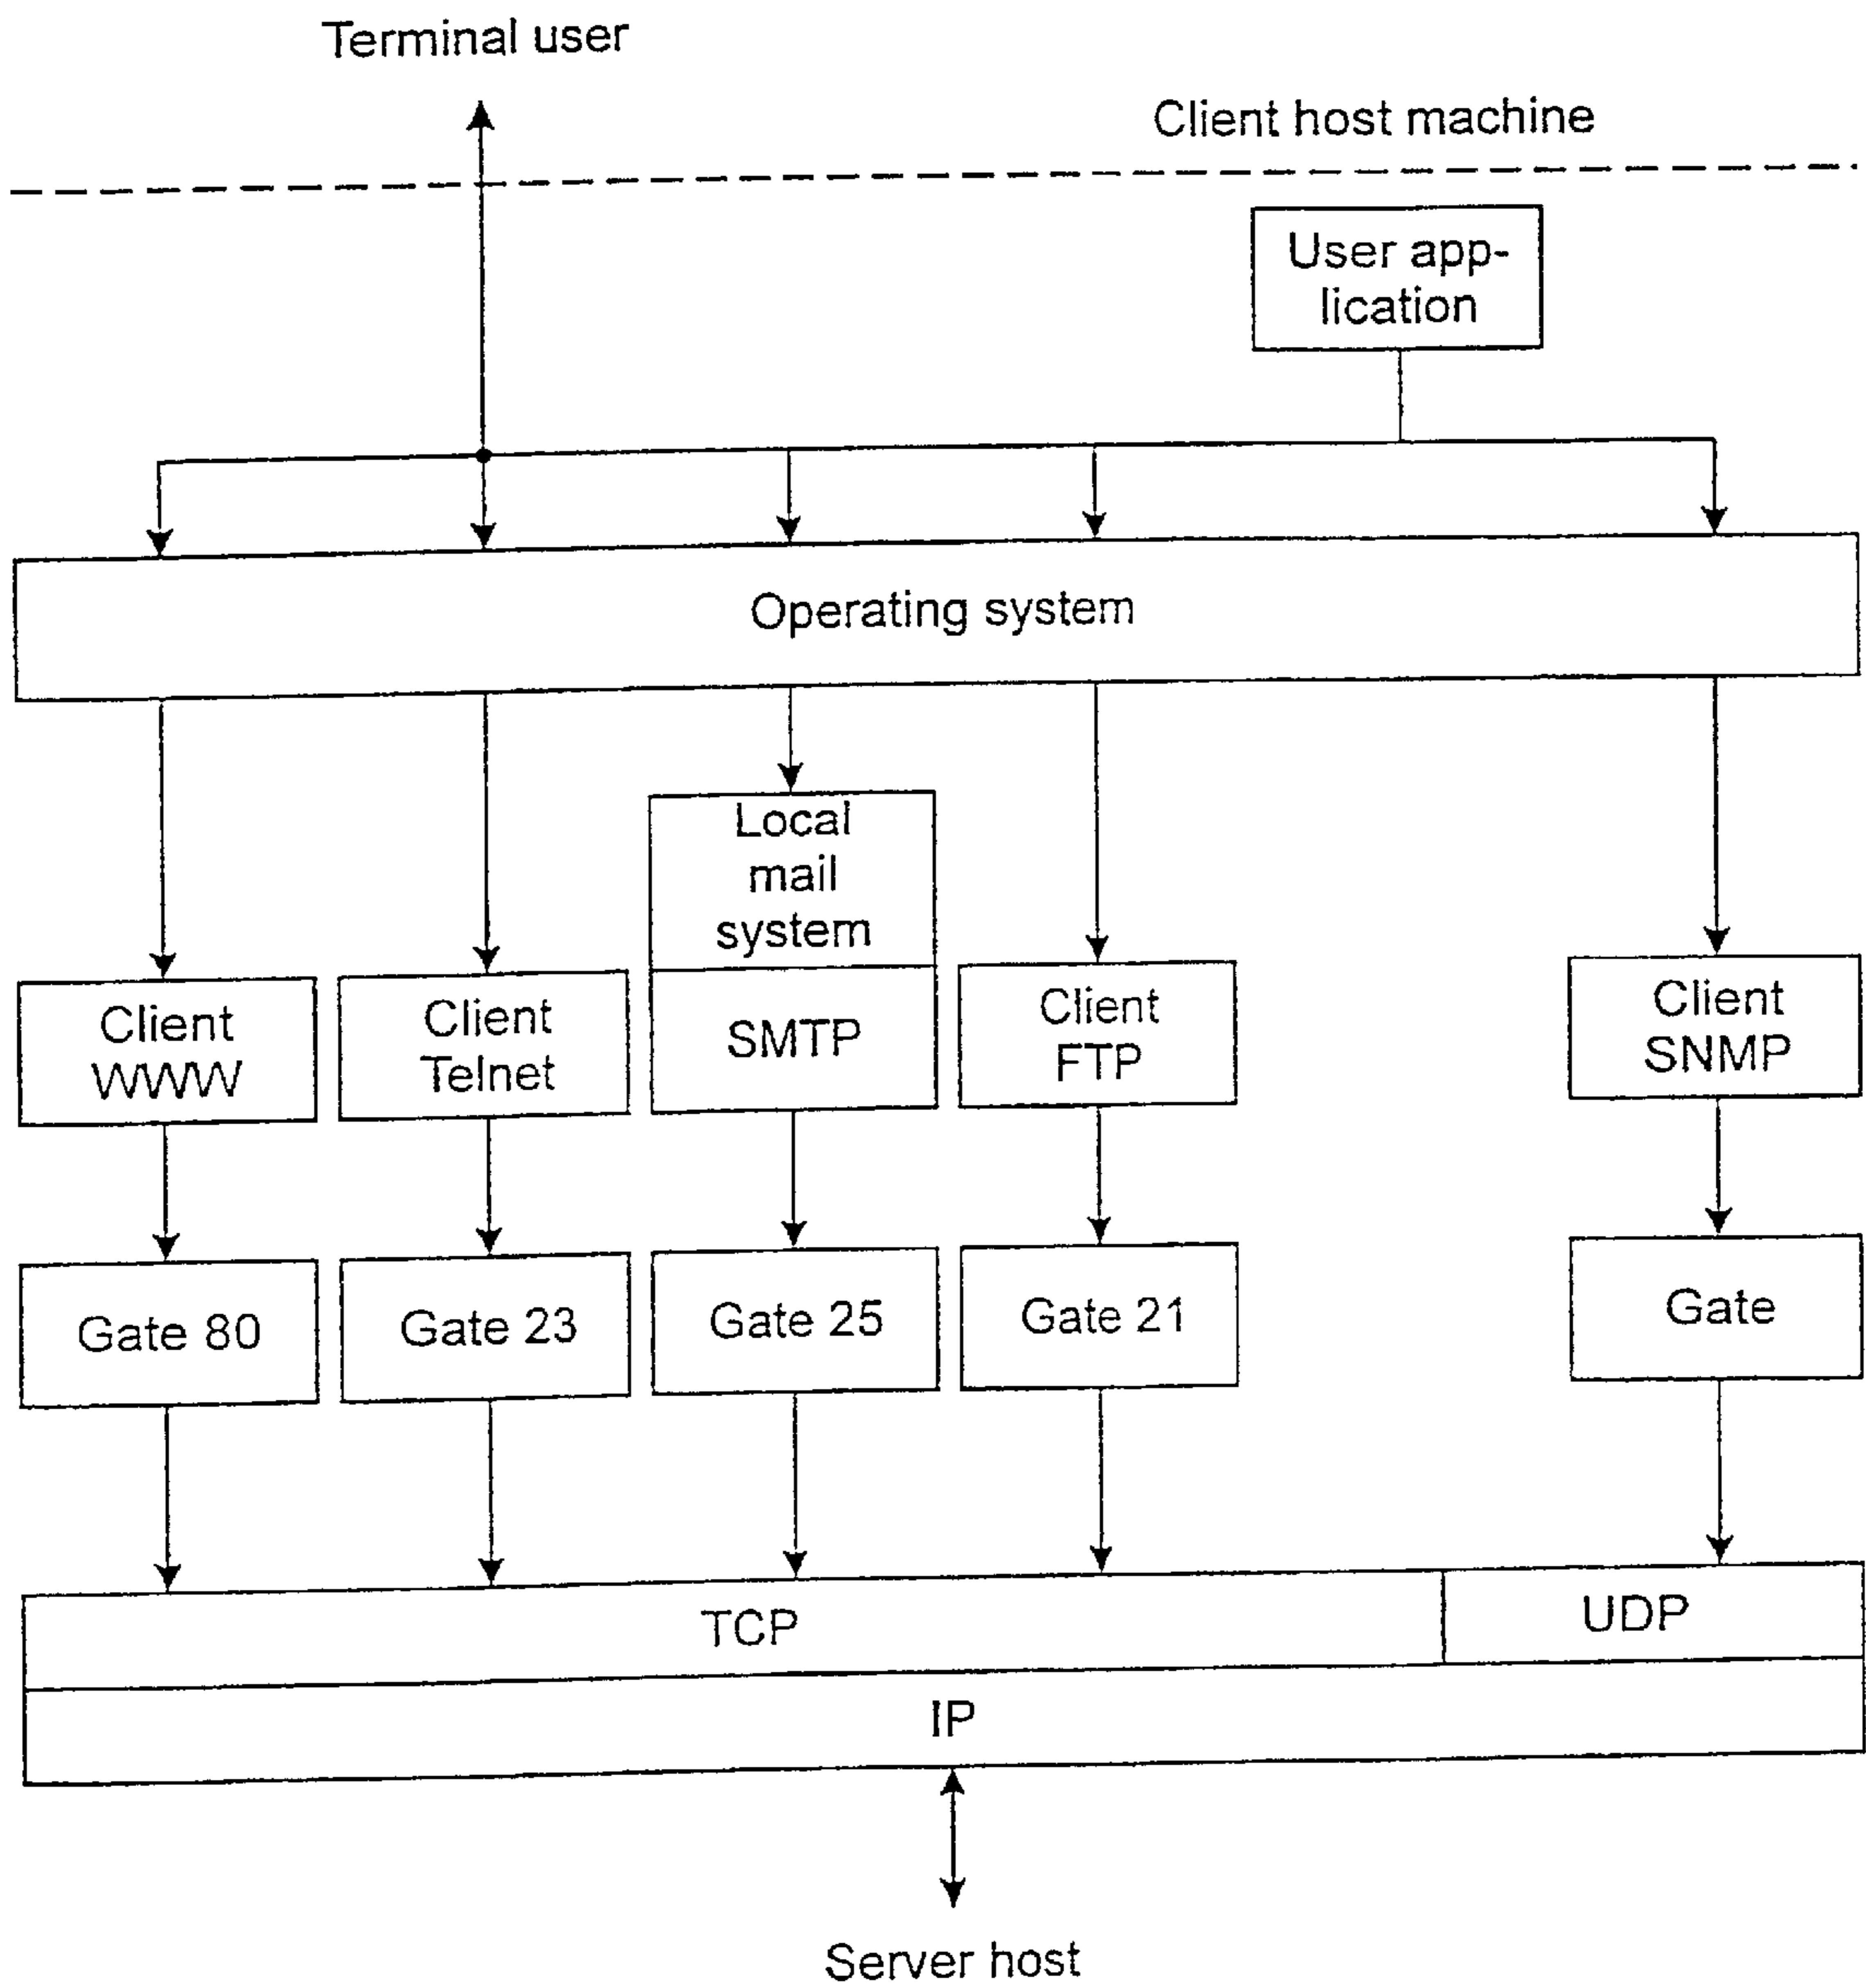 Terminal user
Client host machine
User app-
lication
Operating system
Local
mail
system
Client
WWW
Client
Telnet
SMTP
Client
FTP
Client
SNMP
Gate 80
Gate 23
Gate 25
Gate 21
Gate
TCP
UDP
IP
Server host